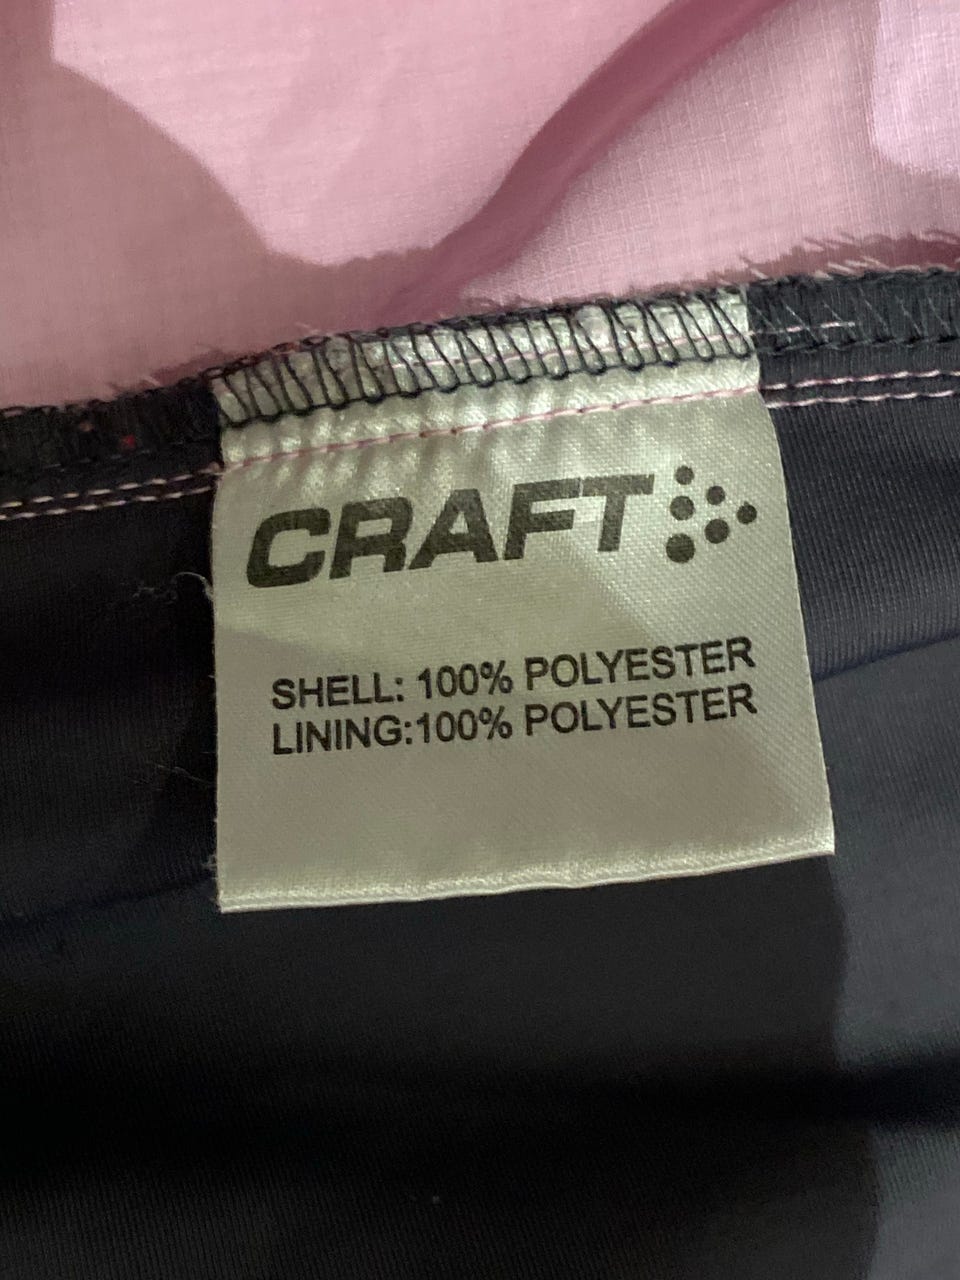 CRAFT
SHELL: 100% POLYESTER
LINING:100% POLYESTER